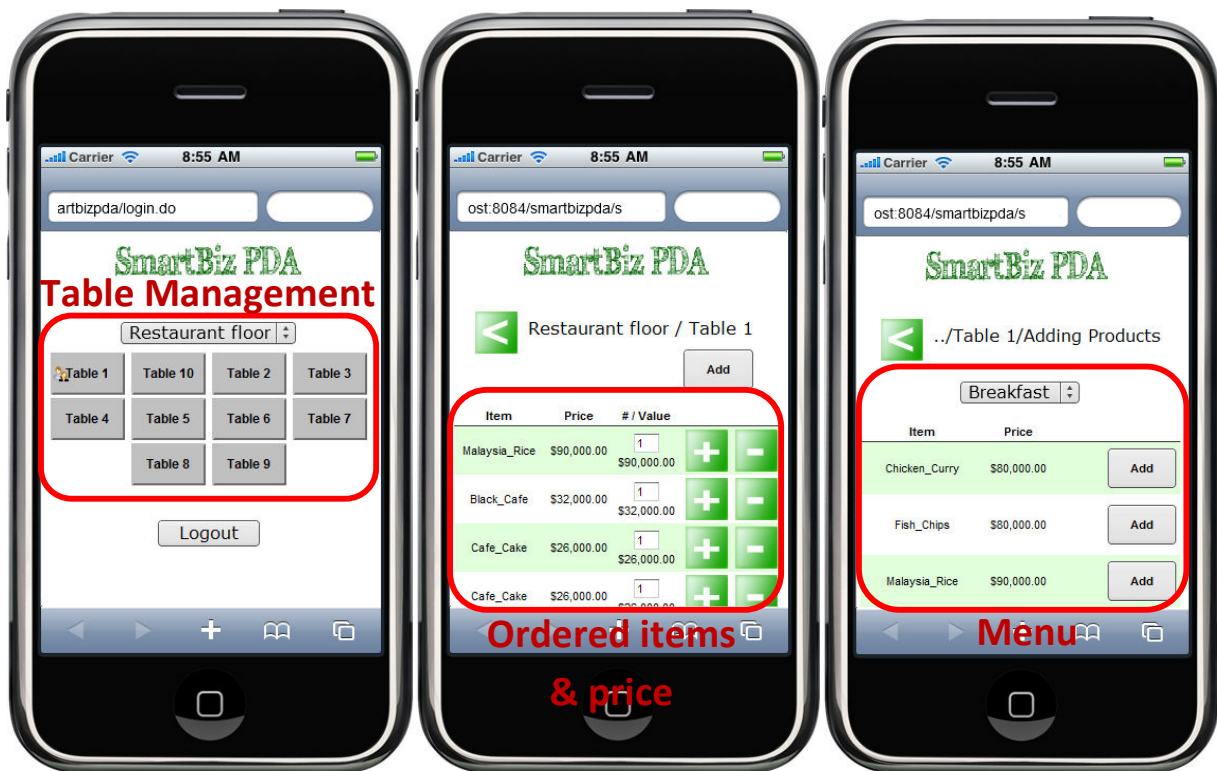 Carrier 8:55 AM
artbizpda/login.do
SmartBiz PDA
Table Management
Restaurant floor
Table 1 Table 10 Table 2 Table 3
Table 4 Table 5 Table 6 Table 7
Table 8 Table 9
Logout
Carrier 8:55 AM
ost:8084/smartbizpda/s
SmartBiz PDA
< Restaurant floor / Table 1
Add
Item Price # / Value
Malaysia_Rice $90,000.00 1 + -
$90,000.00
Black_Cafe $32,000.00 1 + -
$32,000.00
Cafe_Cake $26,000.00 1 + -
$26,000.00
Cafe_Cake $26,000.00 1 + -
$26,000.00
Ordered items
& price
Carrier 8:55 AM
ost:8084/smartbizpda/s
SmartBiz PDA
< ../Table 1/Adding Products
Breakfast
Item Price
Chicken_Curry $80,000.00 Add
Fish_Chips $80,000.00 Add
Malaysia_Rice $90,000.00 Add
Menu